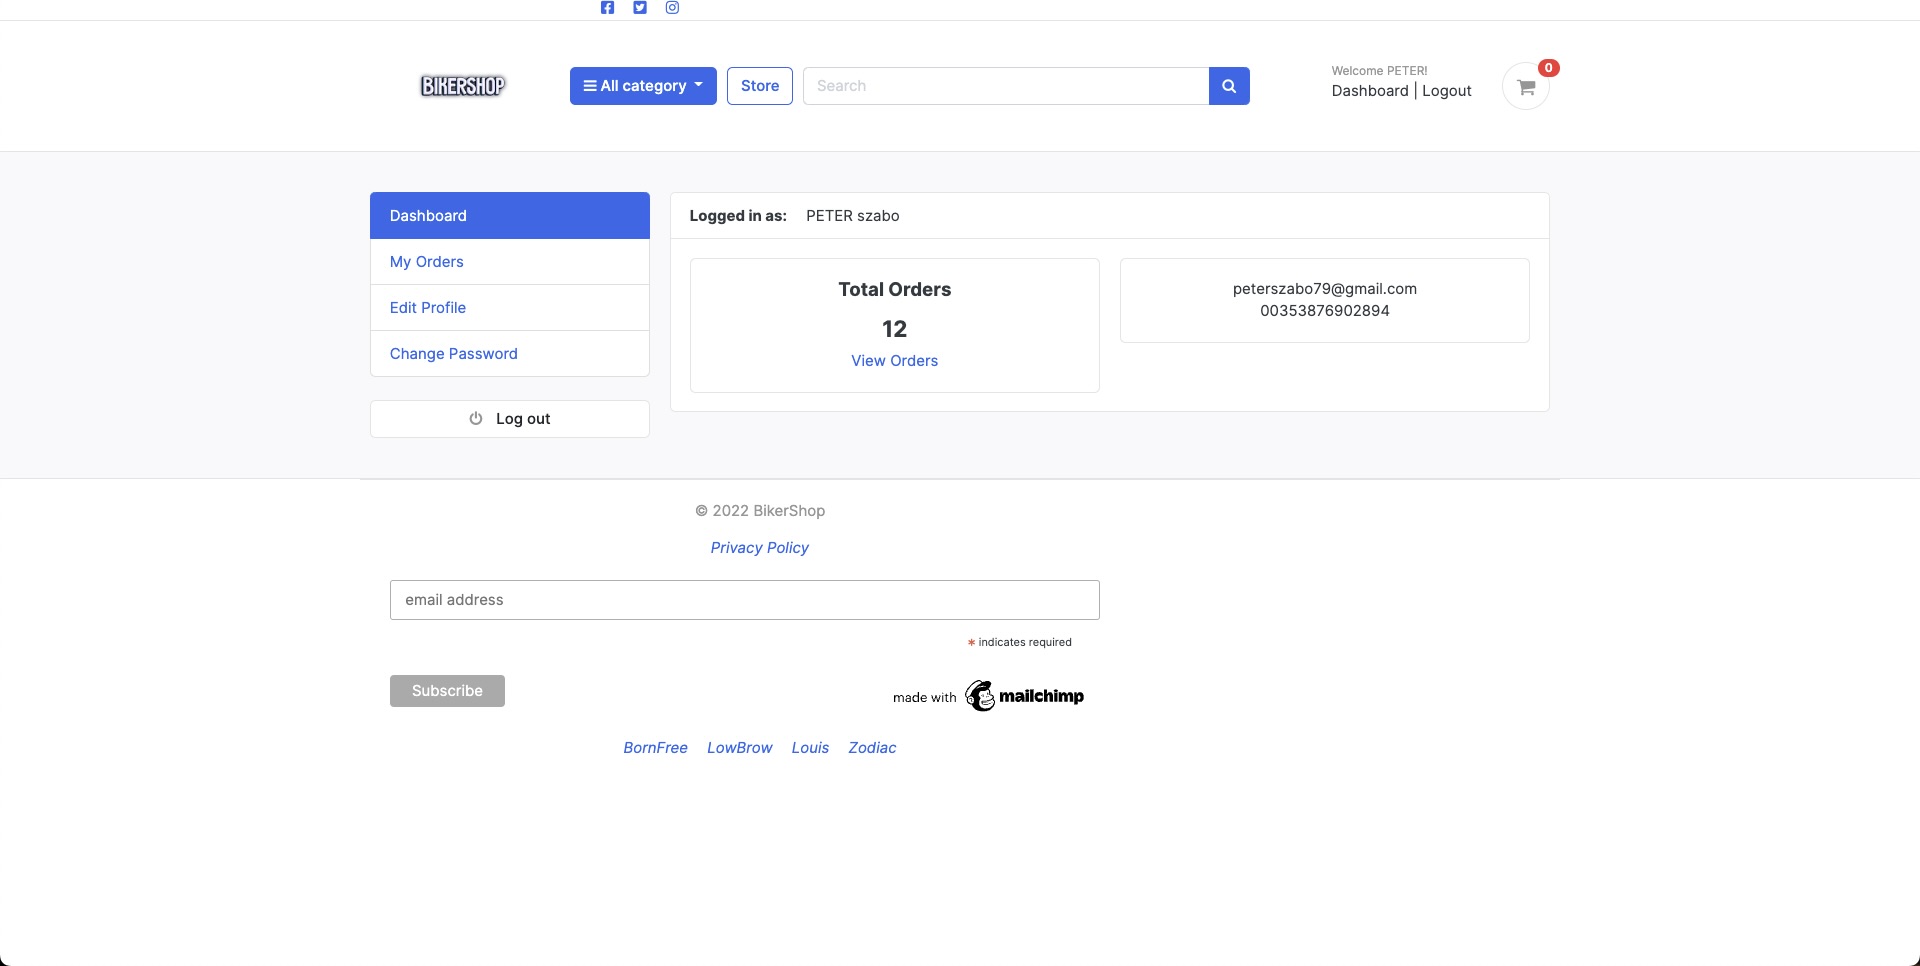 BIKERSHOP
All category
Store
Search
Welcome PETER!
Dashboard | Logout
0
Dashboard
My Orders
Edit Profile
Change Password
Log out
Logged in as: PETER szabo
Total Orders
12
View Orders
peterszabo79@gmail.com
00353876902894
© 2022 BikerShop
Privacy Policy
email address
* indicates required
Subscribe
made with mailchimp
BornFree LowBrow Louis Zodiac